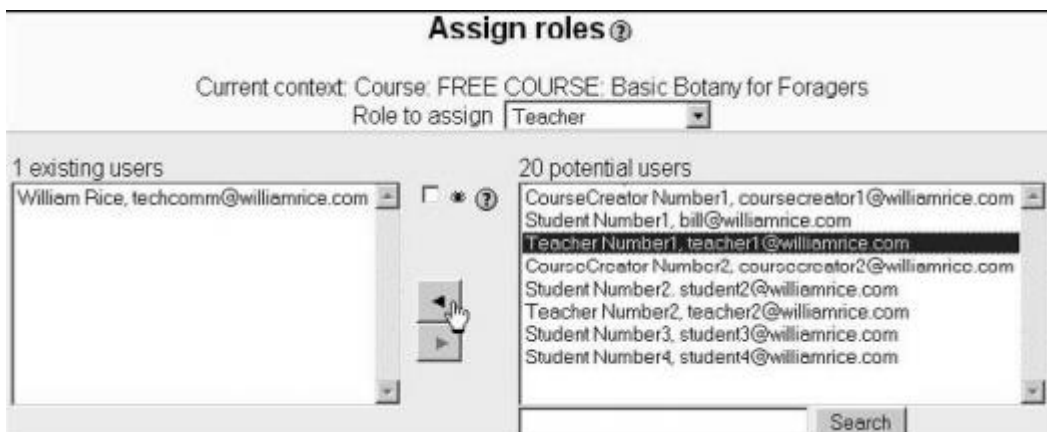 Assign roles ?
Current context: Course: FREE COURSE: Basic Botany for Foragers
Role to assign Teacher
1 existing users
William Rice, techcomm@williamrice.com
?
20 potential users
CourseCreator Number1, coursecreator1@williamrice.com
Student Number1, bill@williamrice.com
Teacher Number1, teacher1@williamrice.com
CourseCreator Number2, coursecreator2@williamrice.com
Student Number2, student2@williamrice.com
Teacher Number2, teacher2@williamrice.com
Student Number3, student3@williamrice.com
Student Number4, student4@williamrice.com
Search